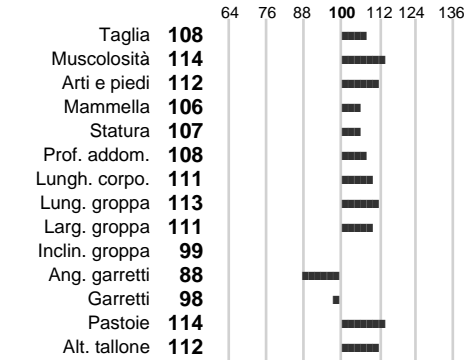 64 76 88 100 112 124 136
Taglia 108
Muscolosità 114
Arti e piedi 112
Mammella 106
Statura 107
Prof. addom. 108
Lungh. corpo. 111
Lung. groppa 113
Larg. groppa 111
Inclin. groppa 99
Ang. garretti 88
Garretti 98
Pastoie 114
Alt. tallone 112